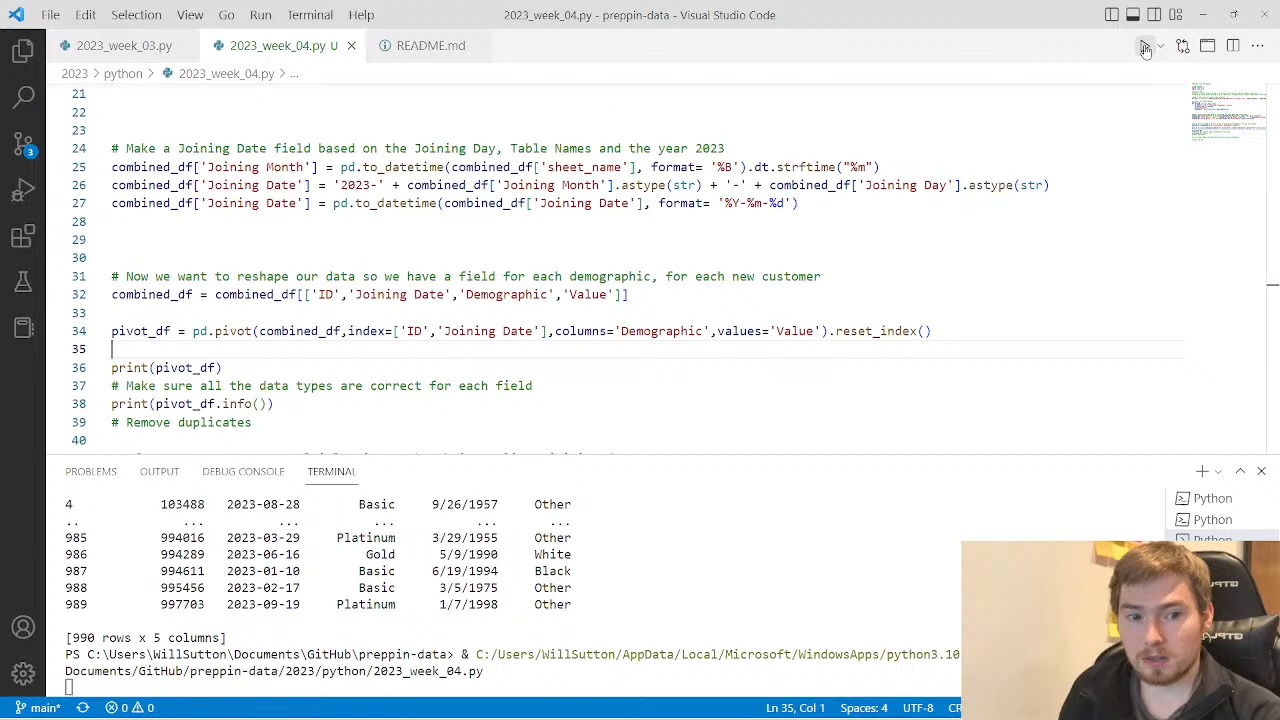 File Edit Selection View Go Run Terminal Help 2023_week_04.py - preppin-data - Visual Studio Code
2023_week_03.py 2023_week_04.py U README.md
2023 > python > 2023_week_04.py > ...
21
22
23
24 # Make a Joining Date field based on the Joining Day, Table Names and the year 2023
25 combined_df['Joining Month'] = pd.to_datetime(combined_df['sheet_name'], format= '%B').dt.strftime("%m")
26 combined_df['Joining Date'] = '2023-' + combined_df['Joining Month'].astype(str) + '-' + combined_df['Joining Day'].astype(str)
27 combined_df['Joining Date'] = pd.to_datetime(combined_df['Joining Date'], format= '%Y-%m-%d')
28
29
30
31 # Now we want to reshape our data so we have a field for each demographic, for each new customer
32 combined_df = combined_df[['ID','Joining Date','Demographic','Value']]
33
34 pivot_df = pd.pivot(combined_df,index=['ID','Joining Date'],columns='Demographic',values='Value').reset_index()
35
36 print(pivot_df)
37 # Make sure all the data types are correct for each field
38 print(pivot_df.info())
39 # Remove duplicates
40
PROBLEMS OUTPUT DEBUG CONSOLE TERMINAL
4 103488 2023-08-28 Basic 9/26/1957 Other
.. ... ... ... ... ...
985 994016 2023-03-29 Platinum 3/29/1955 Other
986 994289 2023-06-16 Gold 5/9/1990 White
987 994611 2023-01-10 Basic 6/19/1994 Black
988 995456 2023-02-17 Basic 3/5/1975 Other
989 997703 2023-09-19 Platinum 1/7/1998 Other
[990 rows x 5 columns]
PS C:\Users\WillSutton\Documents\GitHub\preppin-data> & C:/Users/WillSutton/AppData/Local/Microsoft/WindowsApps/python3.10
Documents/GitHub/preppin-data/2023/python/2023_week_04.py
Python
Python
Python
3
GTPLAYER
main 0 0 Ln 35, Col 1 Spaces: 4 UTF-8 CR